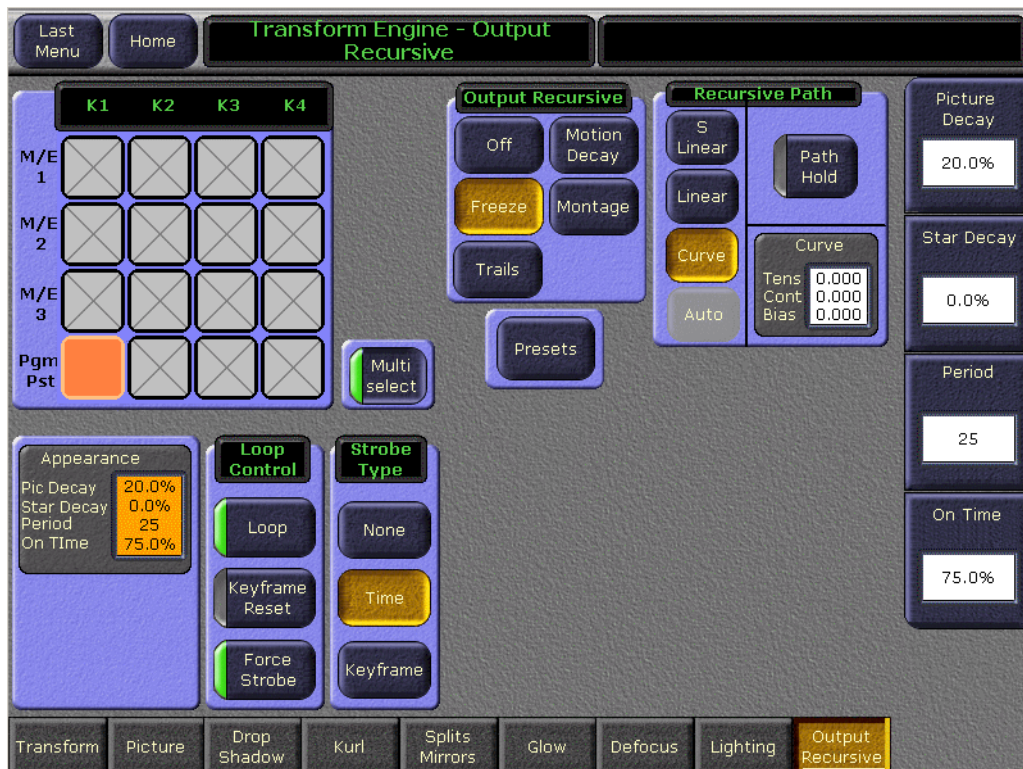 Last
Menu
Home
Transform Engine - Output
Recursive
K1 K2 K3 K4
M/E
1
M/E
2
M/E
3
Pgm
Pst
Multi
select
Output Recursive
Off
Motion
Decay
Freeze
Montage
Trails
Presets
Recursive Path
S
Linear
Linear
Curve
Auto
Path
Hold
Curve
Tens 0.000
Cont 0.000
Bias 0.000
Picture
Decay
20.0%
Star Decay
0.0%
Period
25
On Time
75.0%
Appearance
Pic Decay 20.0%
Star Decay 0.0%
Period 25
On TIme 75.0%
Loop
Control
Loop
Keyframe
Reset
Force
Strobe
Strobe
Type
None
Time
Keyframe
Transform
Picture
Drop
Shadow
Kurl
Splits
Mirrors
Glow
Defocus
Lighting
Output
Recursive